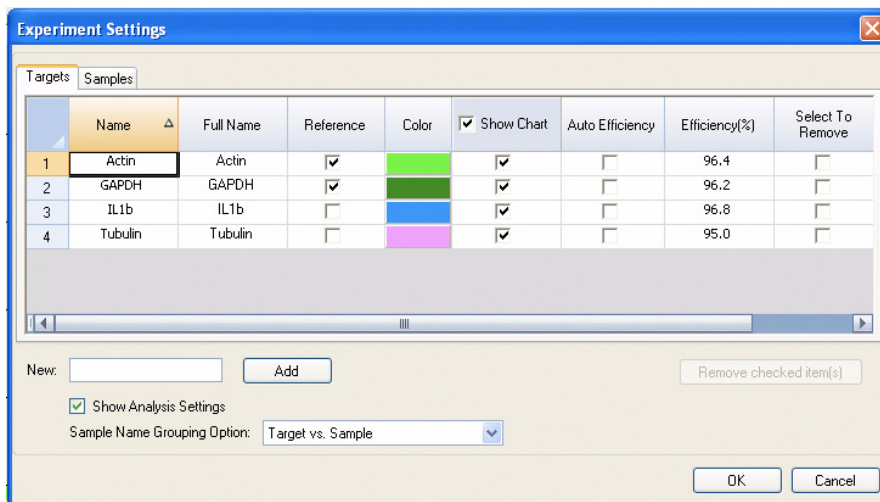 Experiment Settings
Targets Samples
Name Full Name Reference Color Show Chart Auto Efficiency Efficiency(%) Select To Remove
1 Actin Actin 96.4
2 GAPDH GAPDH 96.2
3 IL1b IL1b 96.8
4 Tubulin Tubulin 95.0
New: Add Remove checked item(s)
Show Analysis Settings
Sample Name Grouping Option: Target vs. Sample
OK Cancel